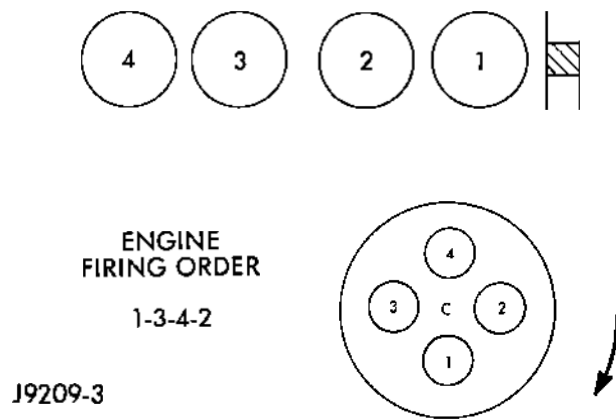 4 3 2 1
ENGINE
FIRING ORDER
1-3-4-2
4
3 C 2
1
J9209-3